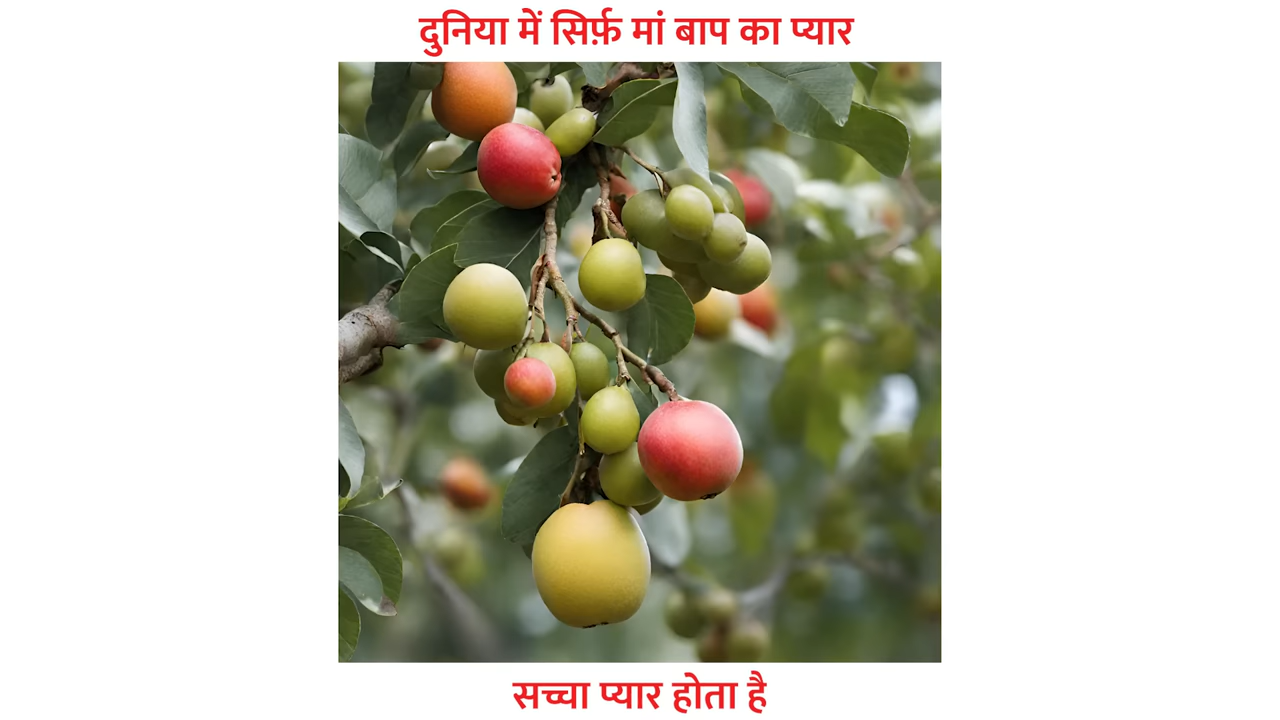 दुनिया में सिर्फ़ मां बाप का प्यार
सच्चा प्यार होता है